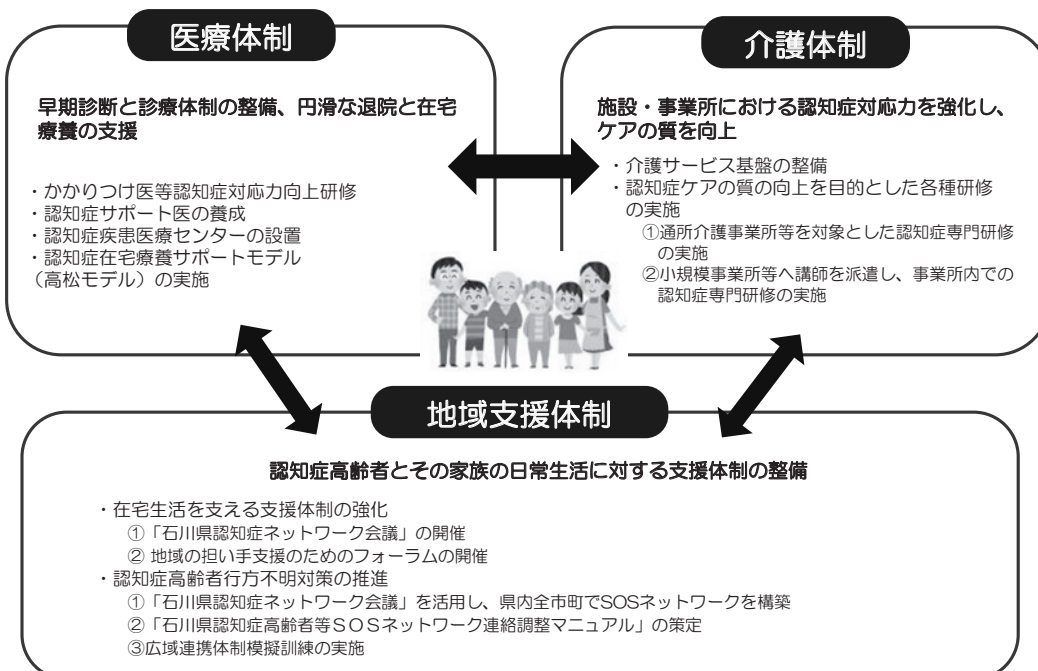 医療体制
早期診断と診療体制の整備、円滑な退院と在宅
療養の支援
・かかりつけ医等認知症対応力向上研修
・認知症サポート医の養成
・認知症疾患医療センターの設置
・認知症在宅療養サポートモデル
（高松モデル）の実施
介護体制
施設・事業所における認知症対応力を強化し、
ケアの質を向上
・介護サービス基盤の整備
・認知症ケアの質の向上を目的とした各種研修
の実施
①通所介護事業所等を対象とした認知症専門研修
の実施
②小規模事業所等へ講師を派遣し、事業所内での
認知症専門研修の実施
地域支援体制
認知症高齢者とその家族の日常生活に対する支援体制の整備
・在宅生活を支える支援体制の強化
①「石川県認知症ネットワーク会議」の開催
② 地域の担い手支援のためのフォーラムの開催
・認知症高齢者行方不明対策の推進
①「石川県認知症ネットワーク会議」を活用し、県内全市町でSOSネットワークを構築
②「石川県認知症高齢者等ＳＯＳネットワーク連絡調整マニュアル」の策定
③広域連携体制模擬訓練の実施